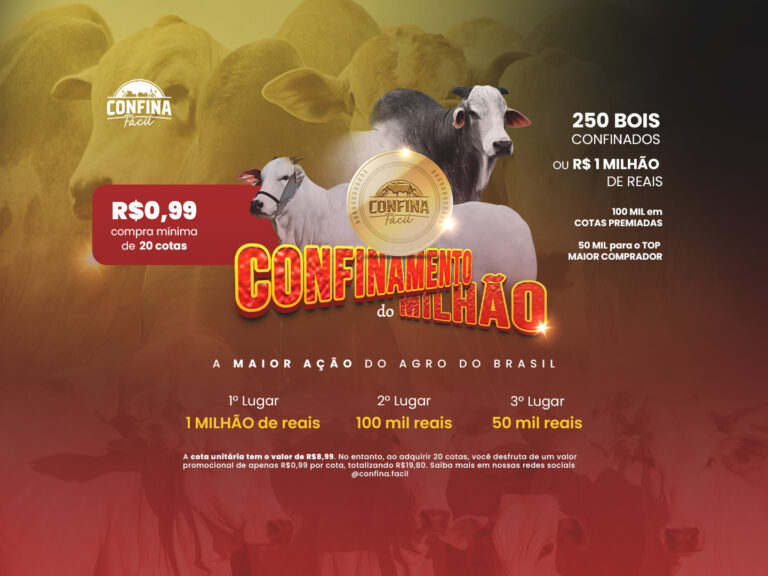 CONFINA
Fácil
250 BOIS
CONFINADOS
OU R$ 1 MILHÃO
DE REAIS
100 MIL em
COTAS PREMIADAS
50 MIL para o TOP
MAIOR COMPRADOR
R$0,99
compra mínima
de 20 cotas
CONFINA
Fácil
CONFINAMENTO
do MILHÃO
A MAIOR AÇÃO DO AGRO DO BRASIL
1º Lugar
1 MILHÃO de reais
2º Lugar
100 mil reais
3º Lugar
50 mil reais
A cota unitária tem o valor de R$8,99. No entanto, ao adquirir 20 cotas, você desfruta de um valor
promocional de apenas R$0,99 por cota, totalizando R$19,80. Saiba mais em nossas redes sociais
@confina.facil